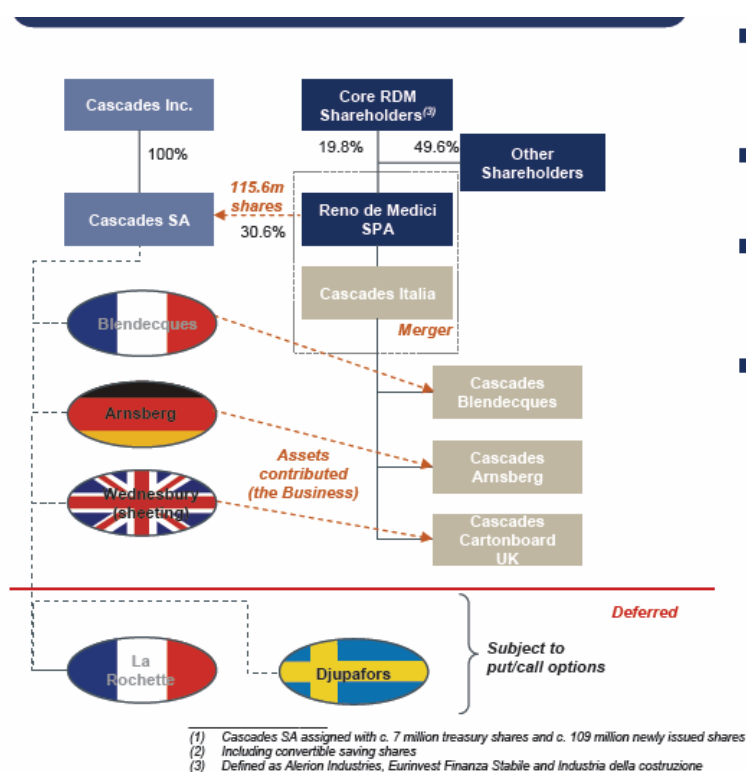 Cascades Inc.
Core RDM
Shareholders(3)
100%
19.8%
49.6%
Other
Shareholders
115.6m
shares
Cascades SA
30.6%
Reno de Medici
SPA
Cascades Italia
Merger
Blendecques
Cascades
Blendecques
Arnsberg
Cascades
Arnsberg
Assets
contributed
(the Business)
Wednesbury
(sheeting)
Cascades
Cartonboard
UK
Deferred
La
Rochette
Djupafors
Subject to
put/call options
(1) Cascades SA assigned with c. 7 million treasury shares and c. 109 million newly issued shares
(2) Including convertible saving shares
(3) Defined as Alerion Industries, Eurinvest Finanza Stabile and Industria della costruzione